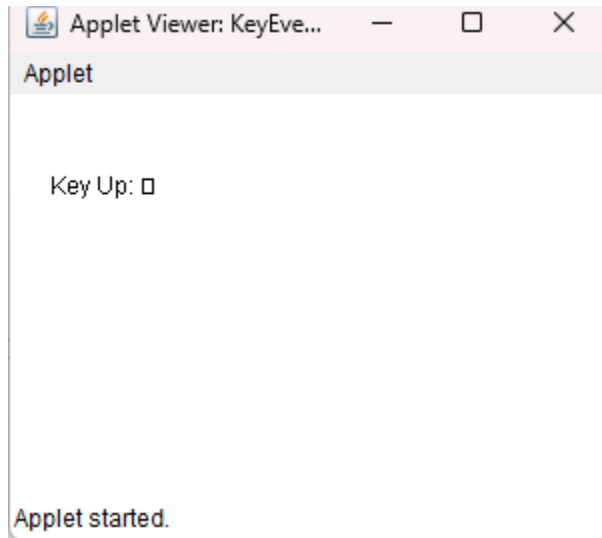 Applet Viewer: KeyEve...
Applet
Key Up: □
Applet started.